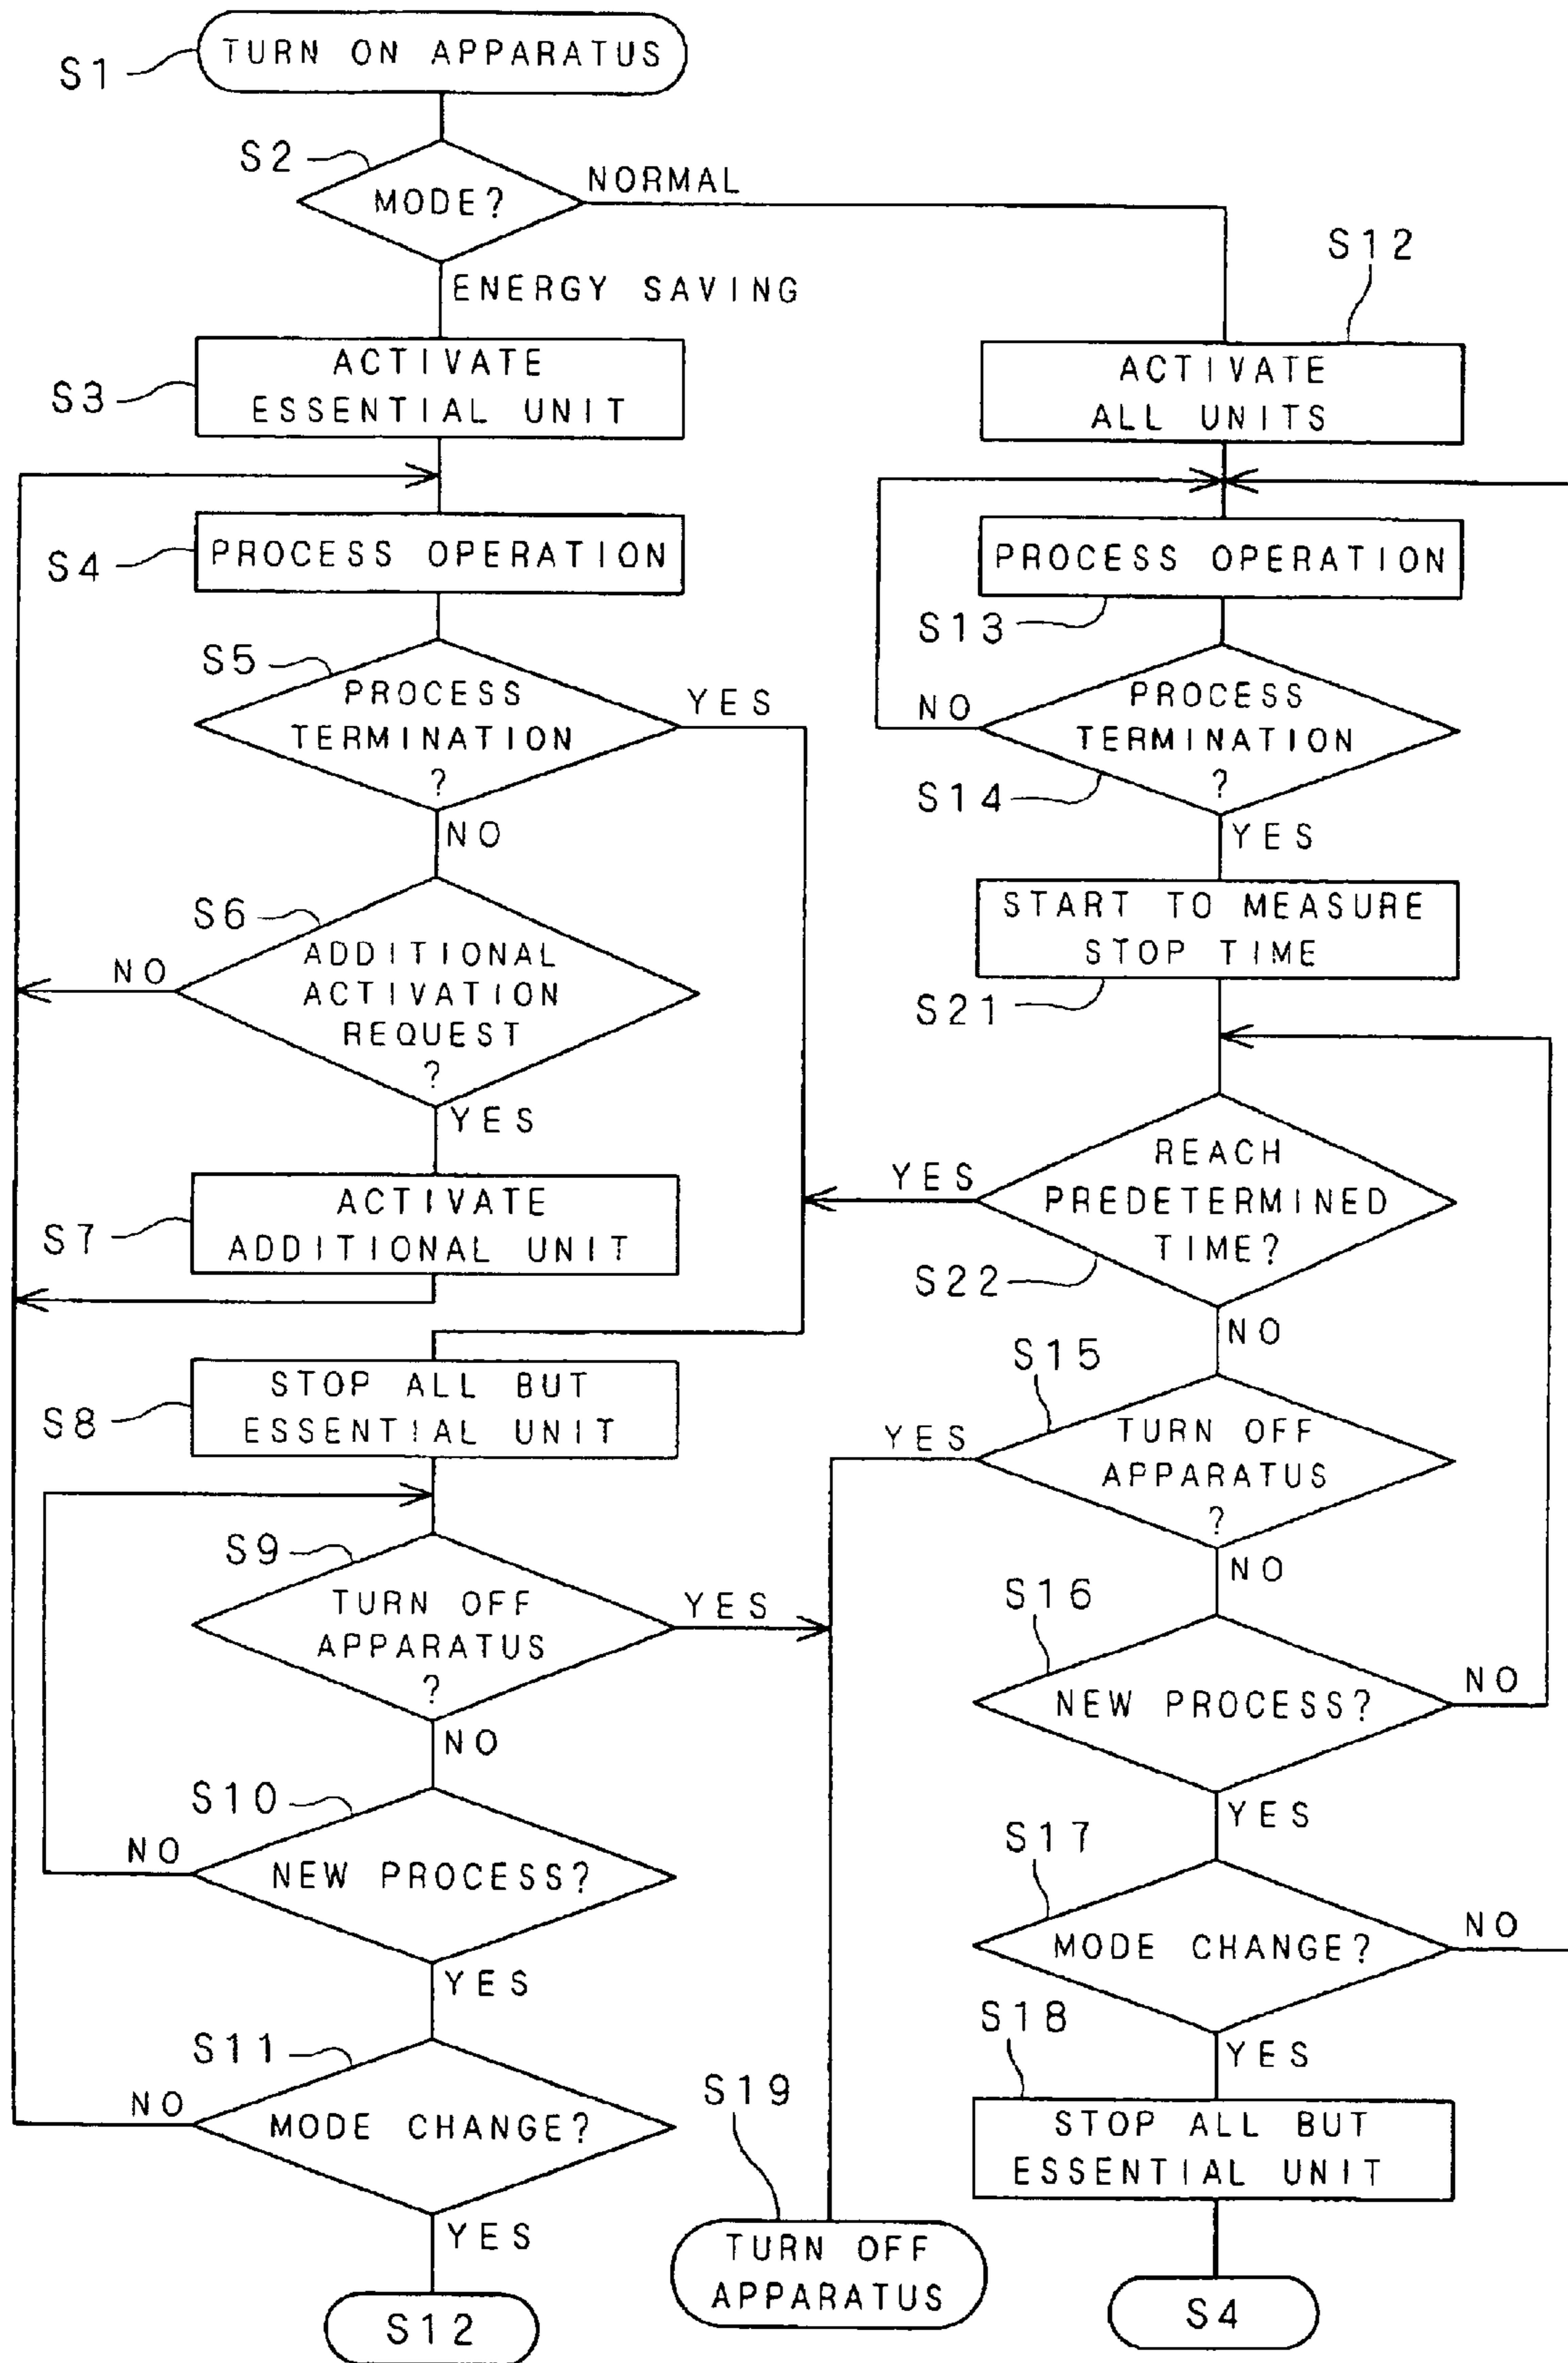 S1
TURN ON APPARATUS
S2
MODE?
NORMAL
ENERGY SAVING
S3
ACTIVATE
ESSENTIAL UNIT
S4
PROCESS OPERATION
S5
PROCESS
TERMINATION
?
YES
NO
S6
ADDITIONAL
ACTIVATION
REQUEST
?
NO
YES
S7
ACTIVATE
ADDITIONAL UNIT
S8
STOP ALL BUT
ESSENTIAL UNIT
S9
TURN OFF
APPARATUS
?
YES
NO
S10
NEW PROCESS?
NO
YES
S11
MODE CHANGE?
NO
YES
S12
S12
ACTIVATE
ALL UNITS
PROCESS OPERATION
S13
PROCESS
TERMINATION
?
NO
S14
YES
START TO MEASURE
STOP TIME
S21
REACH
PREDETERMINED
TIME?
YES
S22
NO
S15
TURN OFF
APPARATUS
?
YES
NO
S16
NEW PROCESS?
NO
YES
S17
MODE CHANGE?
NO
YES
S18
STOP ALL BUT
ESSENTIAL UNIT
S4
S19
TURN OFF
APPARATUS